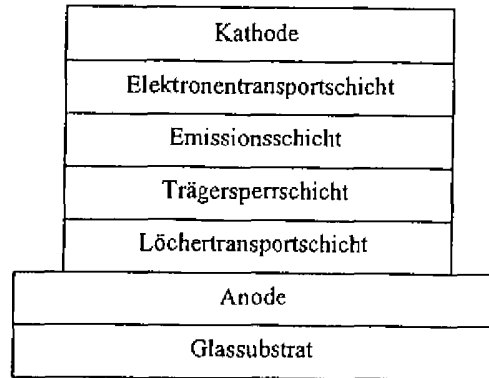 Kathode
Elektronentransportschicht
Emissionsschicht
Trägersperrschicht
Löchertransportschicht
Anode
Glassubstrat